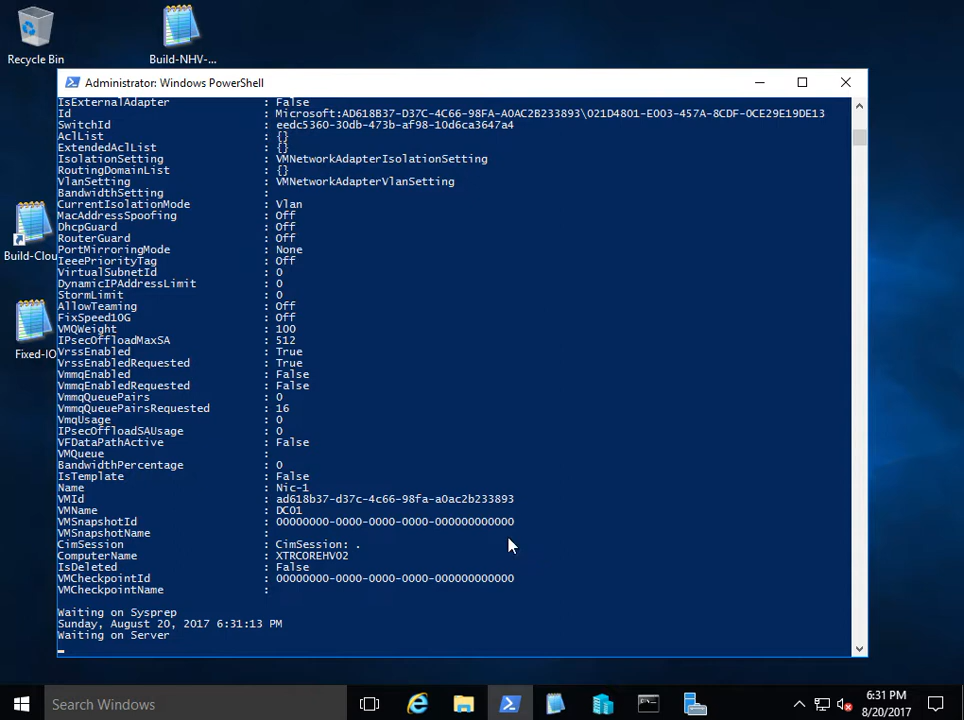 Recycle Bin
Build-NHV-...
Administrator: Windows PowerShell
IsExternalAdapter : False
Id : Microsoft:AD618B37-D37C-4C66-98FA-A0AC2B233893\021D4801-E003-457A-8CDF-0CE29E19DE13
SwitchId : eedc5360-30db-473b-af98-10d6ca3647a4
AclList : {}
ExtendedAclList : {}
IsolationSetting : VMNetworkAdapterIsolationSetting
RoutingDomainList : {}
VlanSetting : VMNetworkAdapterVlanSetting
BandwidthSetting :
CurrentIsolationMode : Vlan
MacAddressSpoofing : Off
DhcpGuard : Off
RouterGuard : Off
PortMirroringMode : None
IeeePriorityTag : Off
VirtualSubnetId : 0
DynamicIPAddressLimit : 0
StormLimit : 0
AllowTeaming : Off
FixSpeed10G : Off
VMQWeight : 100
IPsecOffloadMaxSA : 512
VrssEnabled : True
VrssEnabledRequested : True
VmmqEnabled : False
VmmqEnabledRequested : False
VmmqQueuePairs : 0
VmmqQueuePairsRequested : 16
VmqUsage : 0
IPsecOffloadSAUsage : 0
VFDataPathActive : False
VMQueue :
BandwidthPercentage : 0
IsTemplate : False
Name : Nic-1
VMId : ad618b37-d37c-4c66-98fa-a0ac2b233893
VMName : DC01
VMSnapshotId : 00000000-0000-0000-0000-000000000000
VMSnapshotName :
CimSession : CimSession: .
ComputerName : XTRCOREHV02
IsDeleted : False
VMCheckpointId : 00000000-0000-0000-0000-000000000000
VMCheckpointName :
Waiting on Sysprep
Sunday, August 20, 2017 6:31:13 PM
Waiting on Server
Build-Clou
Fixed-IO
Search Windows
6:31 PM
8/20/2017